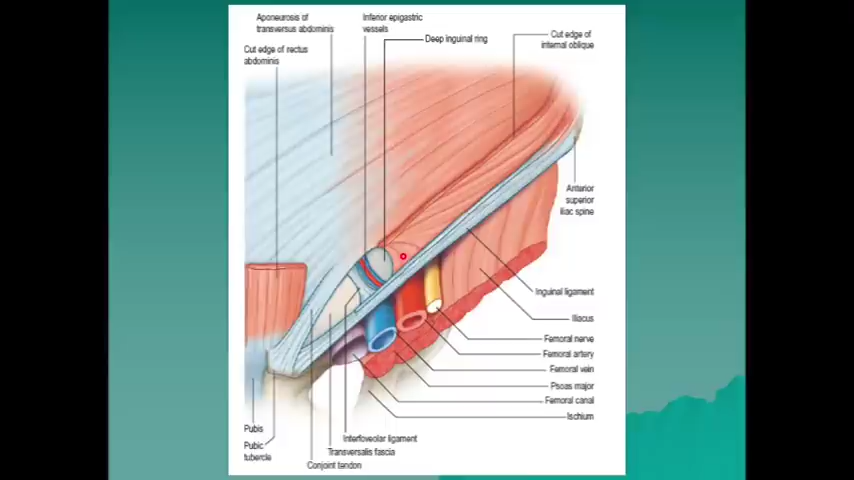 Aponeurosis of
transversus abdominis
Inferior epigastric
vessels
Deep inguinal ring
Cut edge of
internal oblique
Cut edge of rectus
abdominis
Anterior
superior
iliac spine
Inguinal ligament
Iliacus
Femoral nerve
Femoral artery
Femoral vein
Psoas major
Femoral canal
Ischium
Pubis
Pubic
tubercle
Interfoveolar ligament
Transversalis fascia
Conjoint tendon